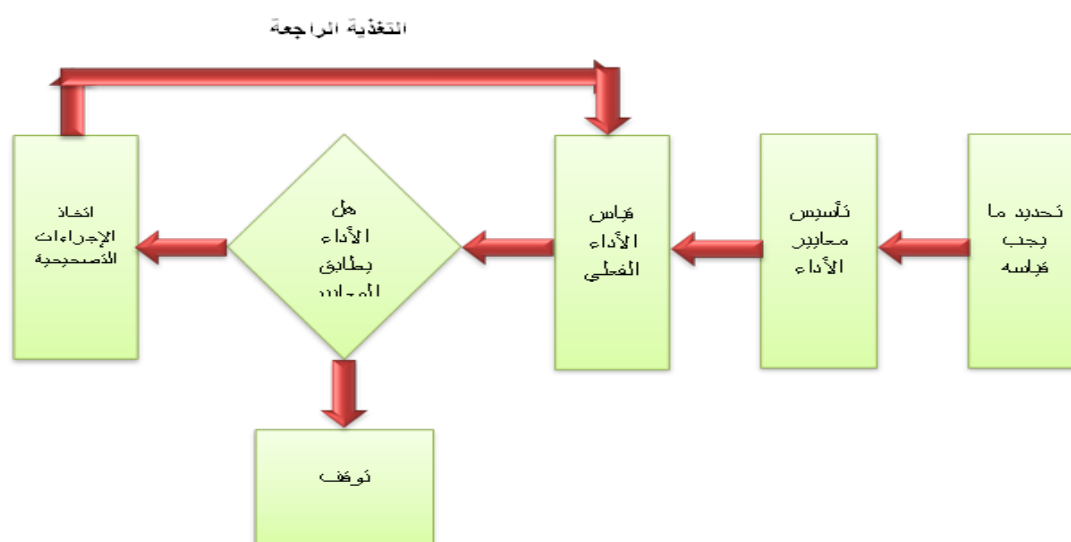 التغذية الراجعة
تحديد ما
يجب
قياسه
تأسيس
معايير
الأداء
قياس
الأداء
الفعلي
هل
الأداء
يطابق
المعايير
اتخاذ
الإجراءات
التصحيحية
توقف